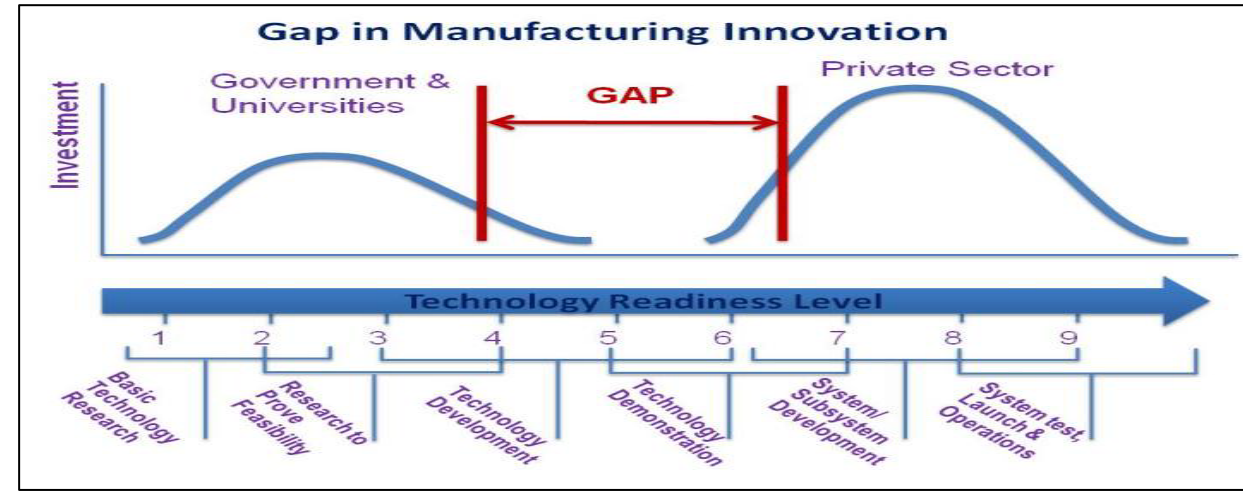 Gap in Manufacturing Innovation
Government &
Universities
GAP
Private Sector
Investment
Technology Readiness Level
1 2 3 4 5 6 7 8 9
Basic
Technology
Research
Research to
Prove
Feasibility
Technology
Development
Technology
Demonstration
System/
Subsystem
Development
System test,
Launch &
Operations